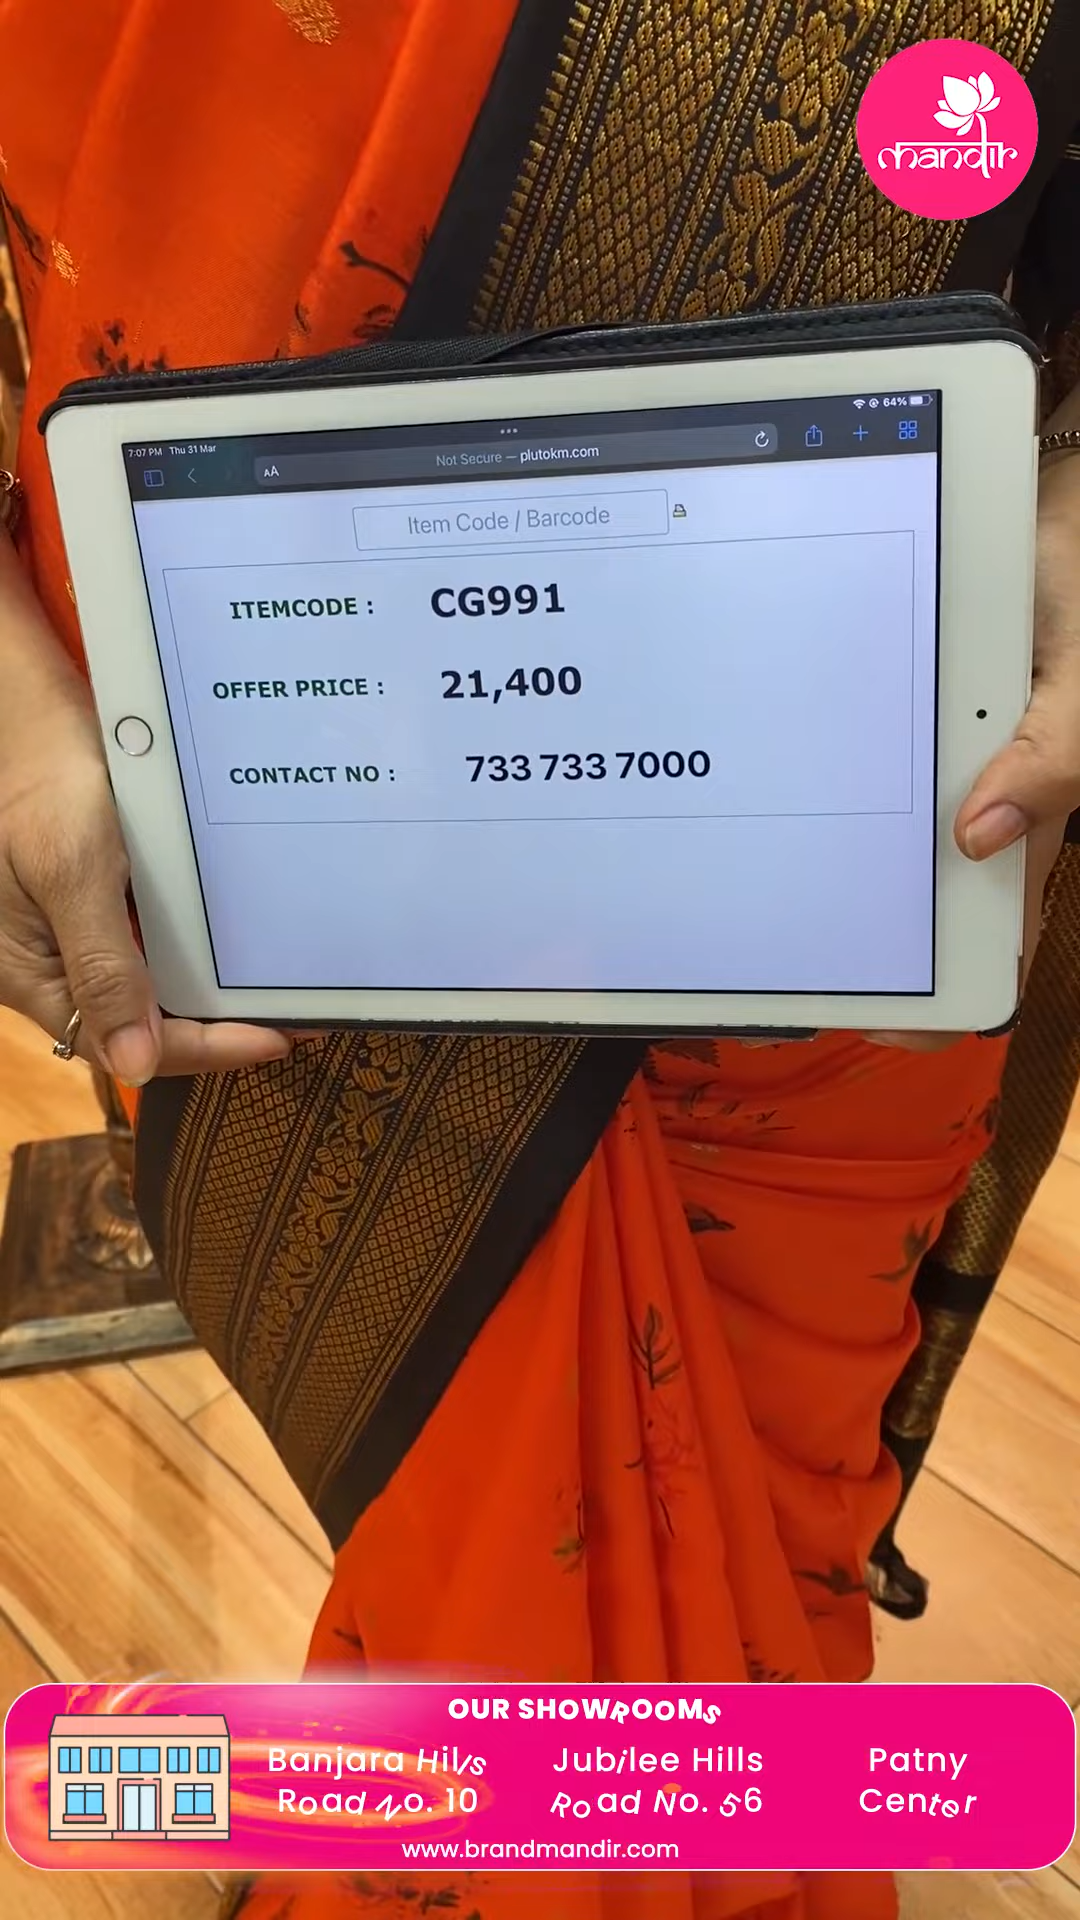 mandir
7:07 PM Thu 31 Mar
64%
AA
Not Secure — plutokm.com
Item Code / Barcode
ITEMCODE : CG991
OFFER PRICE : 21,400
CONTACT NO : 733 733 7000
OUR SHOWROOMS
Banjara Hills
Road No. 10
Jubilee Hills
Road No. 56
Patny
Center
www.brandmandir.com